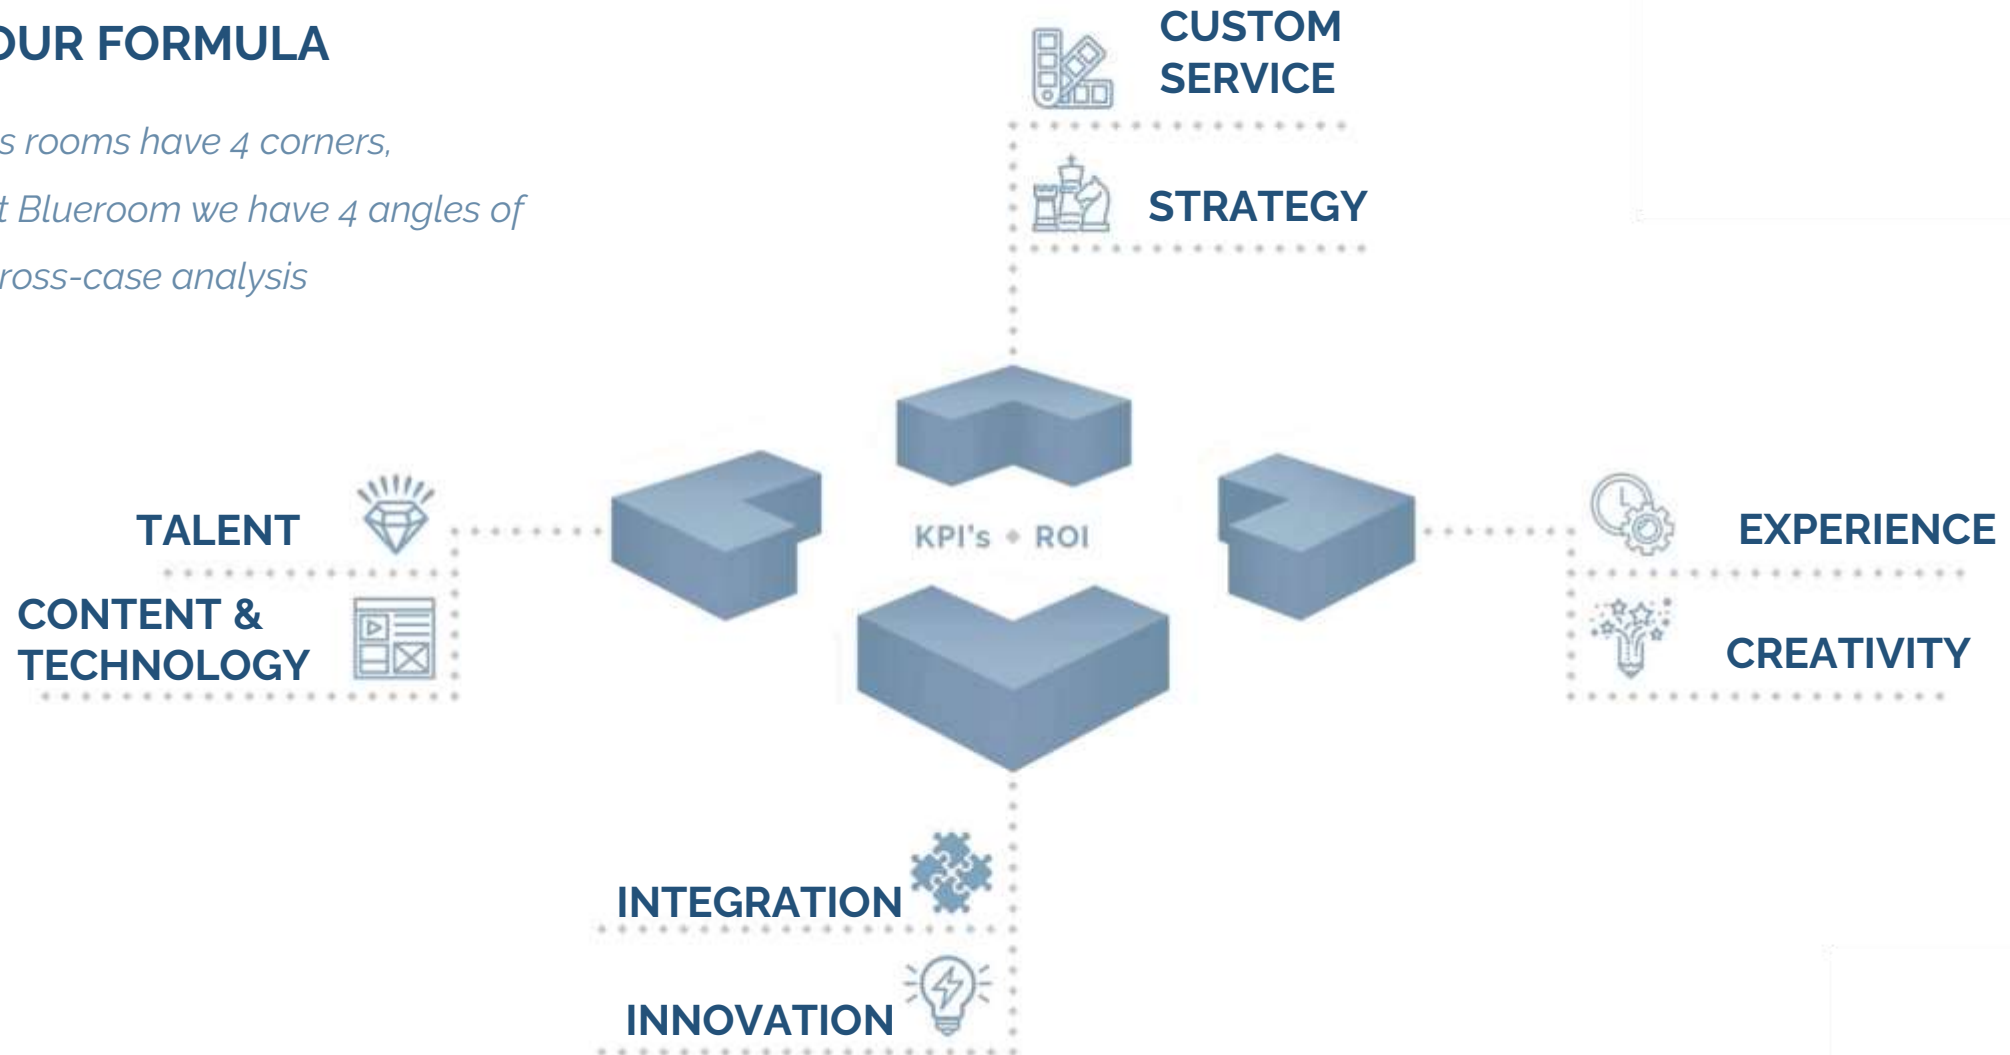 OUR FORMULA
s rooms have 4 corners,
t Blueroom we have 4 angles of
ross-case analysis
CUSTOM
SERVICE
STRATEGY
KPI's • ROI
TALENT
CONTENT &
TECHNOLOGY
EXPERIENCE
CREATIVITY
INTEGRATION
INNOVATION